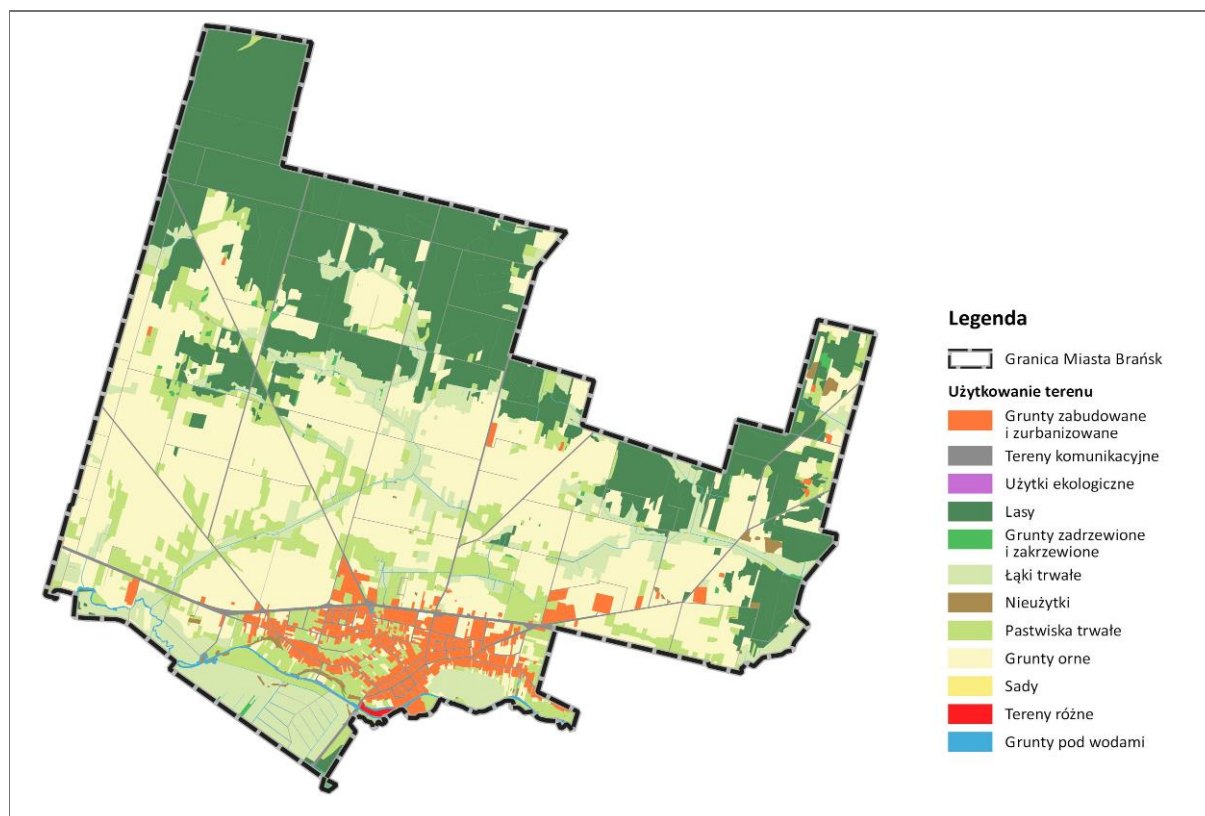 Legenda
Granica Miasta Brańsk
Użytkowanie terenu
Grunty zabudowane
i zurbanizowane
Tereny komunikacyjne
Użytki ekologiczne
Lasy
Grunty zadrzewione
i zakrzewione
Łąki trwałe
Nieużytki
Pastwiska trwałe
Grunty orne
Sady
Tereny różne
Grunty pod wodami